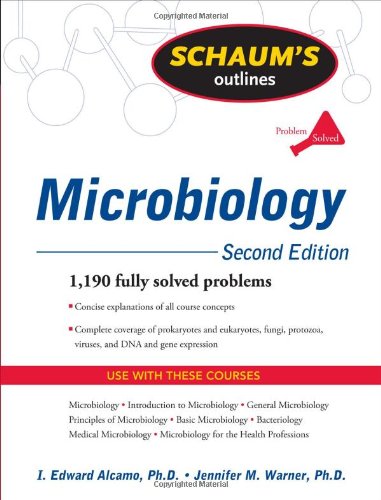 Copyrighted Material
SCHAUM'S
outlines
Problem
Solved
Microbiology
Second Edition
1,190 fully solved problems
• Concise explanations of all course concepts
• Complete coverage of prokaryotes and eukaryotes, fungi, protozoa,
viruses, and DNA and gene expression
USE WITH THESE COURSES
Microbiology • Introduction to Microbiology • General Microbiology
Principles of Microbiology • Basic Microbiology • Bacteriology
Medical Microbiology • Microbiology for the Health Professions
I. Edward Alcamo, Ph.D. • Jennifer M. Warner, Ph.D.
Copyrighted Material